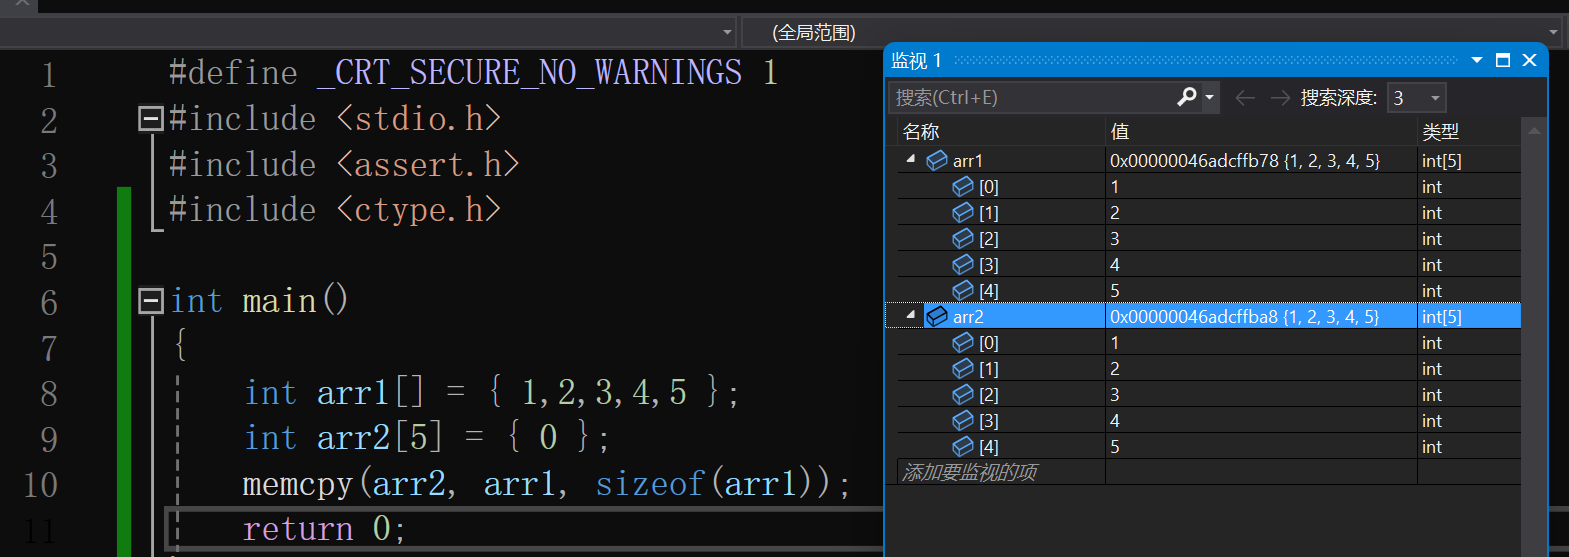 (全局范围)
1 #define _CRT_SECURE_NO_WARNINGS 1
2 #include <stdio.h>
3 #include <assert.h>
4 #include <ctype.h>
5
6 int main()
7 {
8 int arr1[] = { 1,2,3,4,5 };
9 int arr2[5] = { 0 };
10 memcpy(arr2, arr1, sizeof(arr1));
11 return 0;
监视 1
搜索(Ctrl+E) 搜索深度: 3
名称 值 类型
arr1 0x00000046adcffb78 {1, 2, 3, 4, 5} int[5]
[0] 1 int
[1] 2 int
[2] 3 int
[3] 4 int
[4] 5 int
arr2 0x00000046adcffba8 {1, 2, 3, 4, 5} int[5]
[0] 1 int
[1] 2 int
[2] 3 int
[3] 4 int
[4] 5 int
添加要监视的项